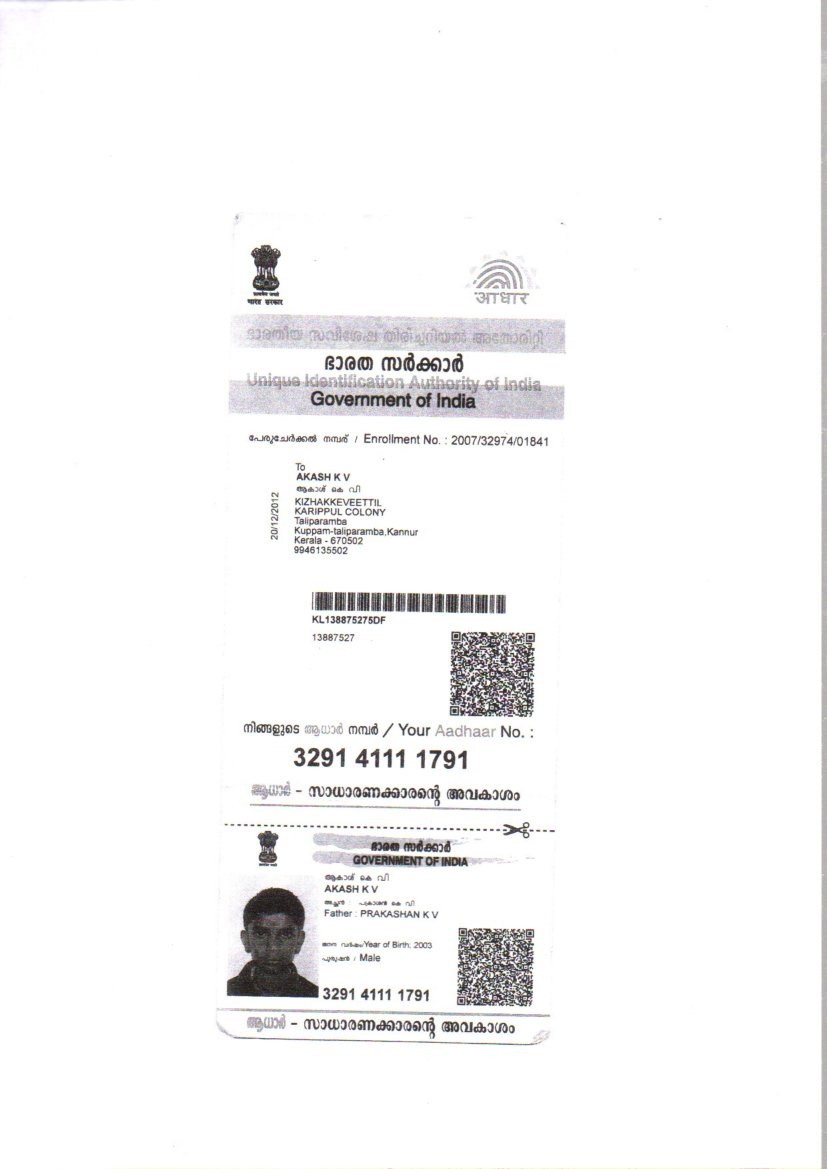 भारत सरकार
आधार
ഭാരതീയ സവിശേഷ തിരിച്ചറിയൽ അതോറിറ്റി
ഭാരത സർക്കാർ
Unique Identification Authority of India
Government of India
പേരുചേർക്കൽ നമ്പര് / Enrollment No. : 2007/32974/01841
To
AKASH K V
ആകാശ് കെ വി
KIZHAKKEVEETTIL
KARIPPUL COLONY
Taliparamba
Kuppam-taliparamba,Kannur
Kerala - 670502
9946135502
20/12/2012
KL138875275DF
13887527
നിങ്ങളുടെ ആധാർ നമ്പർ / Your Aadhaar No. :
3291 4111 1791
ആധാർ - സാധാരണക്കാരന്റെ അവകാശം
ഭാരത സർക്കാർ
GOVERNMENT OF INDIA
ആകാശ് കെ വി
AKASH K V
അച്ഛൻ : പ്രകാശൻ കെ വി
Father : PRAKASHAN K V
ജനന വർഷം/Year of Birth: 2003
പുരുഷൻ / Male
3291 4111 1791
ആധാർ - സാധാരണക്കാരന്റെ അവകാശം